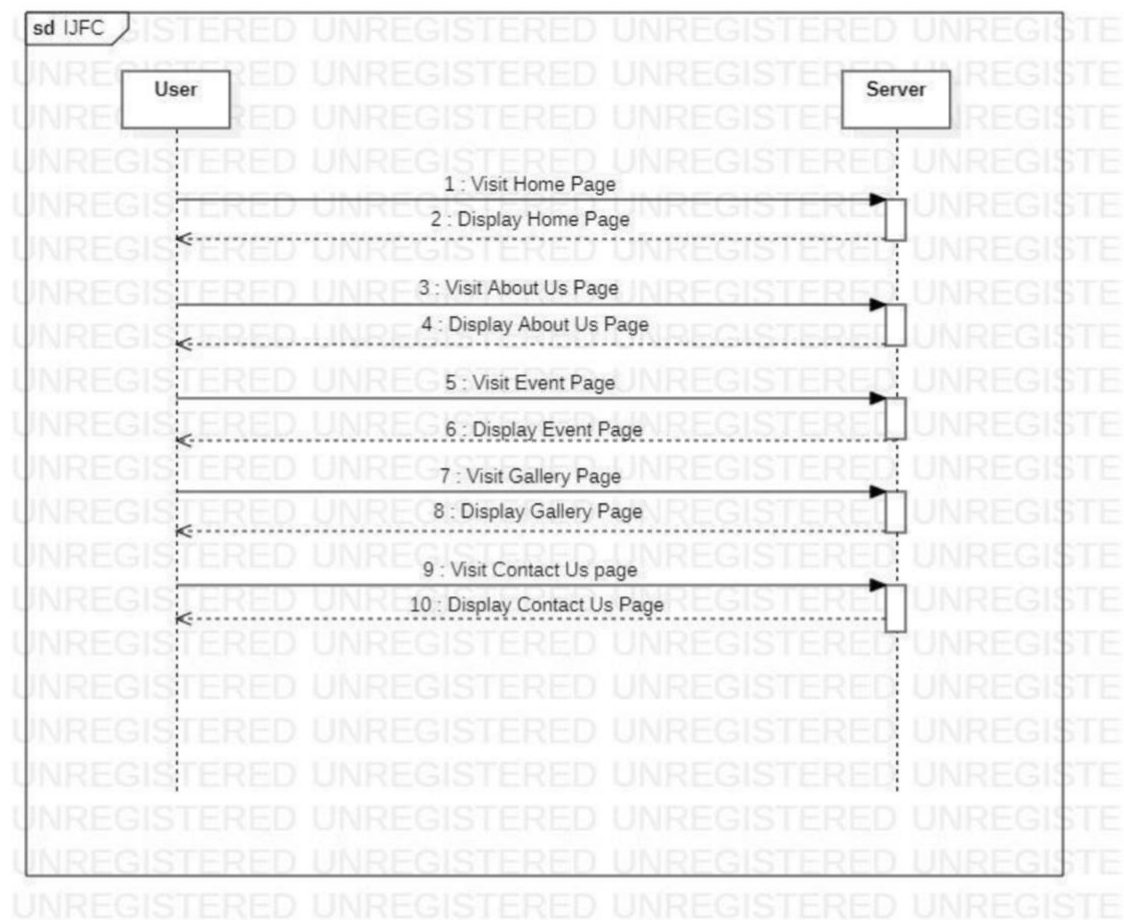 sd IJFC
User
Server
1 : Visit Home Page
2 : Display Home Page
3 : Visit About Us Page
4 : Display About Us Page
5 : Visit Event Page
6 : Display Event Page
7 : Visit Gallery Page
8 : Display Gallery Page
9 : Visit Contact Us page
10 : Display Contact Us Page
UNREGISTERED